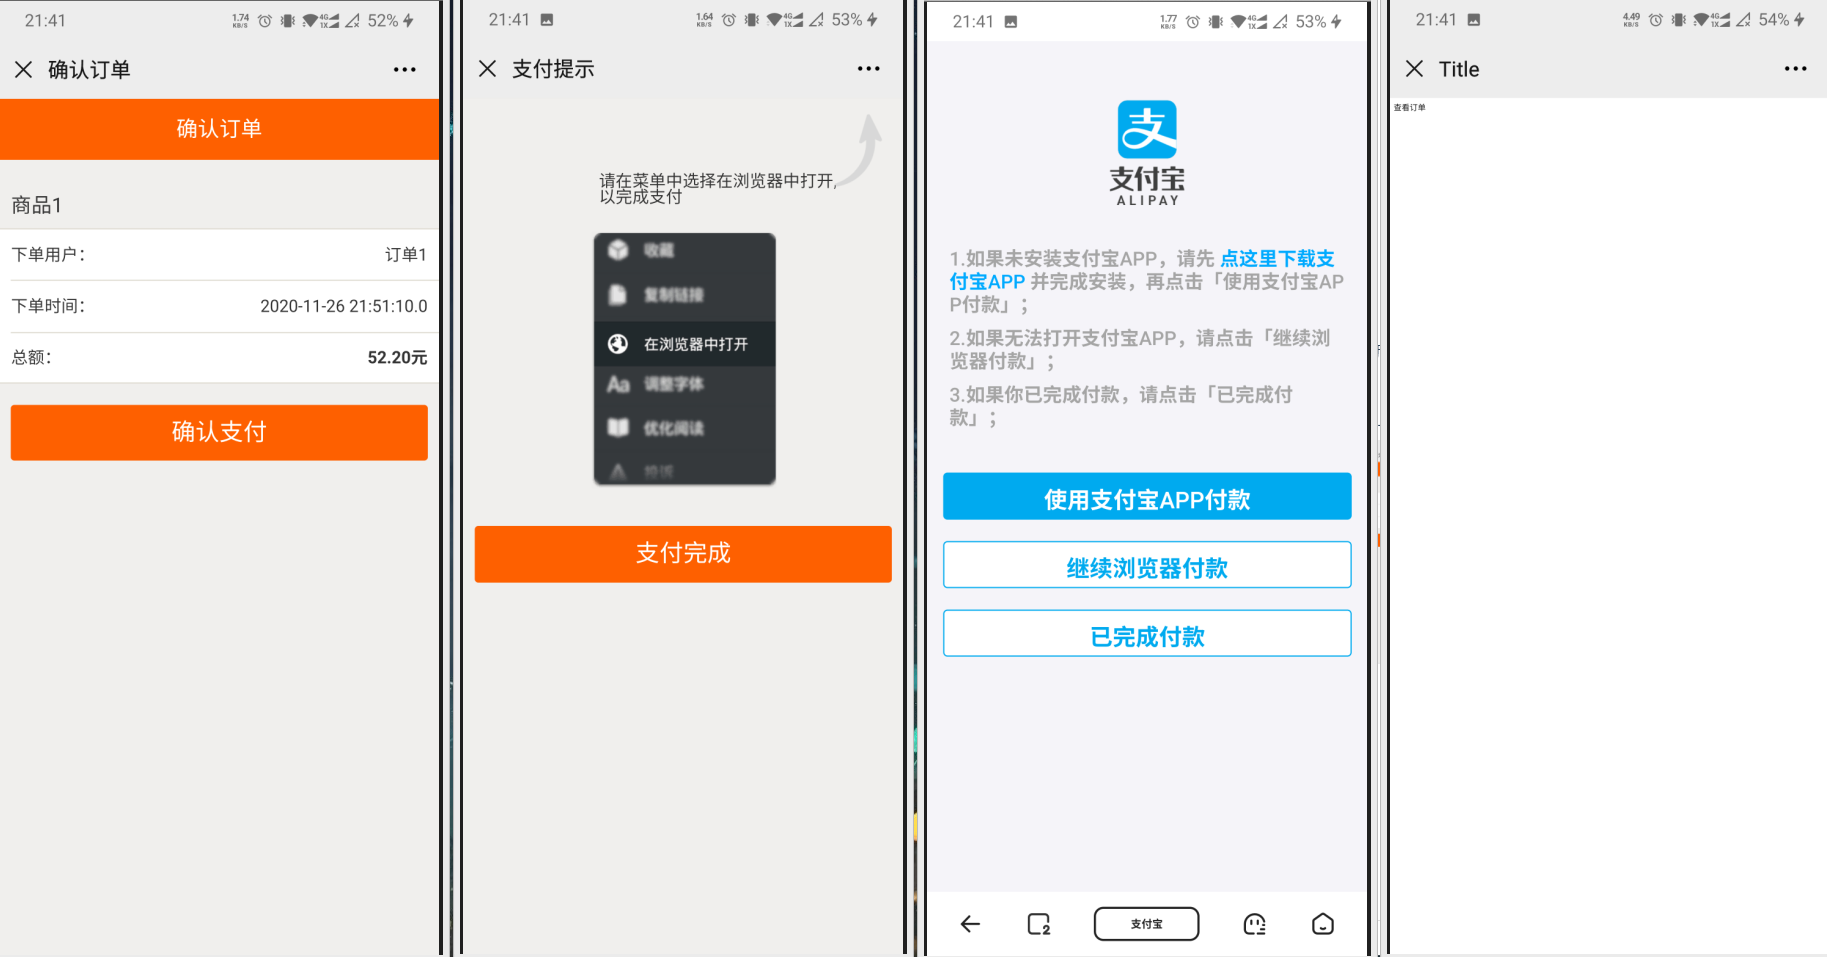 21:41
1.74
KB/S
4G
1X
52%
确认订单
确认订单
商品1
下单用户：
订单1
下单时间：
2020-11-26 21:51:10.0
总额：
52.20元
确认支付
21:41
1.64
KB/S
4G
1X
53%
支付提示
请在菜单中选择在浏览器中打开,
以完成支付
收藏
复制链接
在浏览器中打开
Aa 调整字体
优化阅读
投诉
支付完成
21:41
1.77
KB/S
4G
1X
53%
支
支付宝
ALIPAY
1.如果未安装支付宝APP，请先 点这里下载支
付宝APP 并完成安装，再点击「使用支付宝AP
P付款」；
2.如果无法打开支付宝APP，请点击「继续浏
览器付款」；
3.如果你已完成付款，请点击「已完成付
款」；
使用支付宝APP付款
继续浏览器付款
已完成付款
2
支付宝
21:41
4.49
KB/S
4G
1X
54%
Title
查看订单